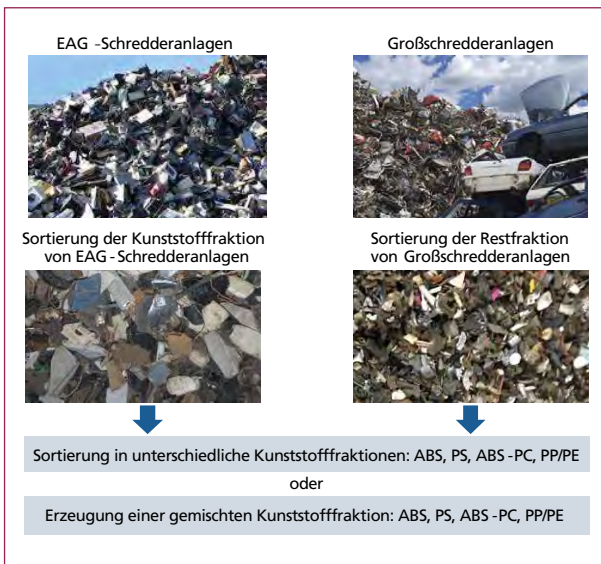 EAG -Schredderanlagen
Großschredderanlagen
Sortierung der Kunststofffraktion
von EAG-Schredderanlagen
Sortierung der Restfraktion
von Großschredderanlagen
Sortierung in unterschiedliche Kunststofffraktionen: ABS, PS, ABS-PC, PP/PE
oder
Erzeugung einer gemischten Kunststofffraktion: ABS, PS, ABS-PC, PP/PE